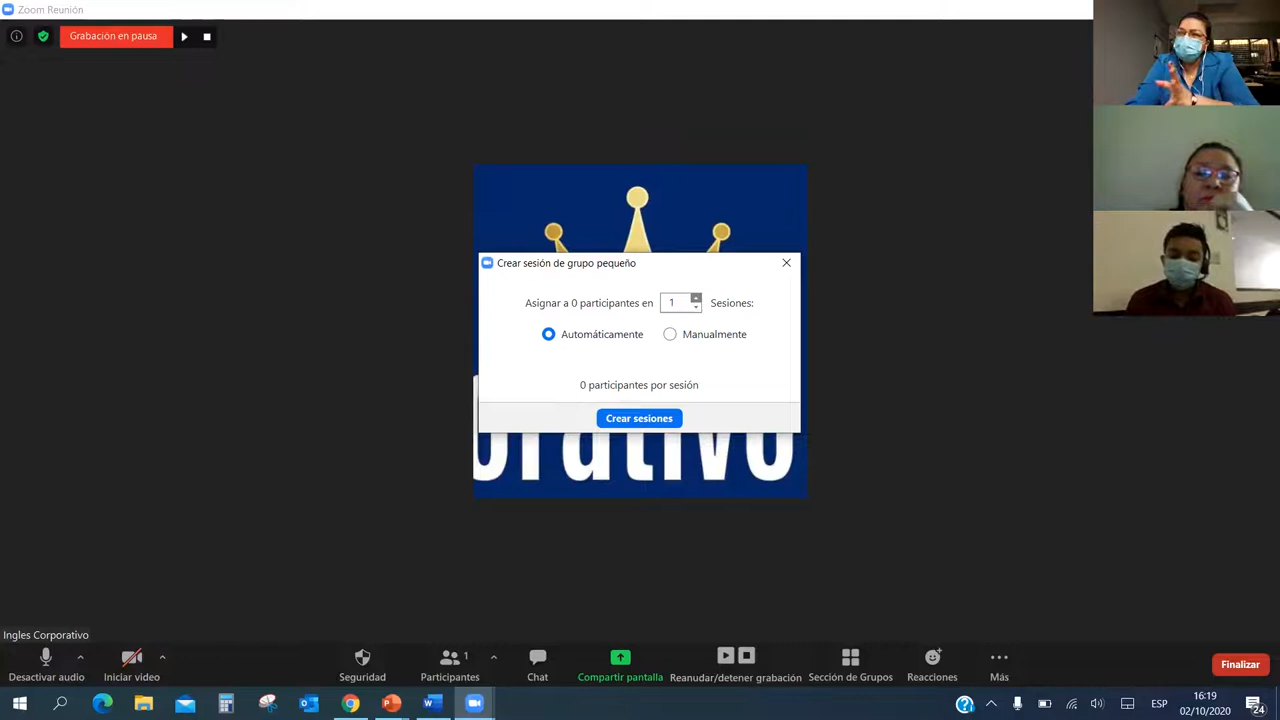 Zoom Reunión
Grabación en pausa
Crear sesión de grupo pequeño
Asignar a 0 participantes en 1 Sesiones:
Automáticamente Manualmente
0 participantes por sesión
Crear sesiones
orativo
Ingles Corporativo
1
Desactivar audio Iniciar video Seguridad Participantes Chat Compartir pantalla Reanudar/detener grabación Sección de Grupos Reacciones Más Finalizar
ESP
16:19
02/10/2020
24